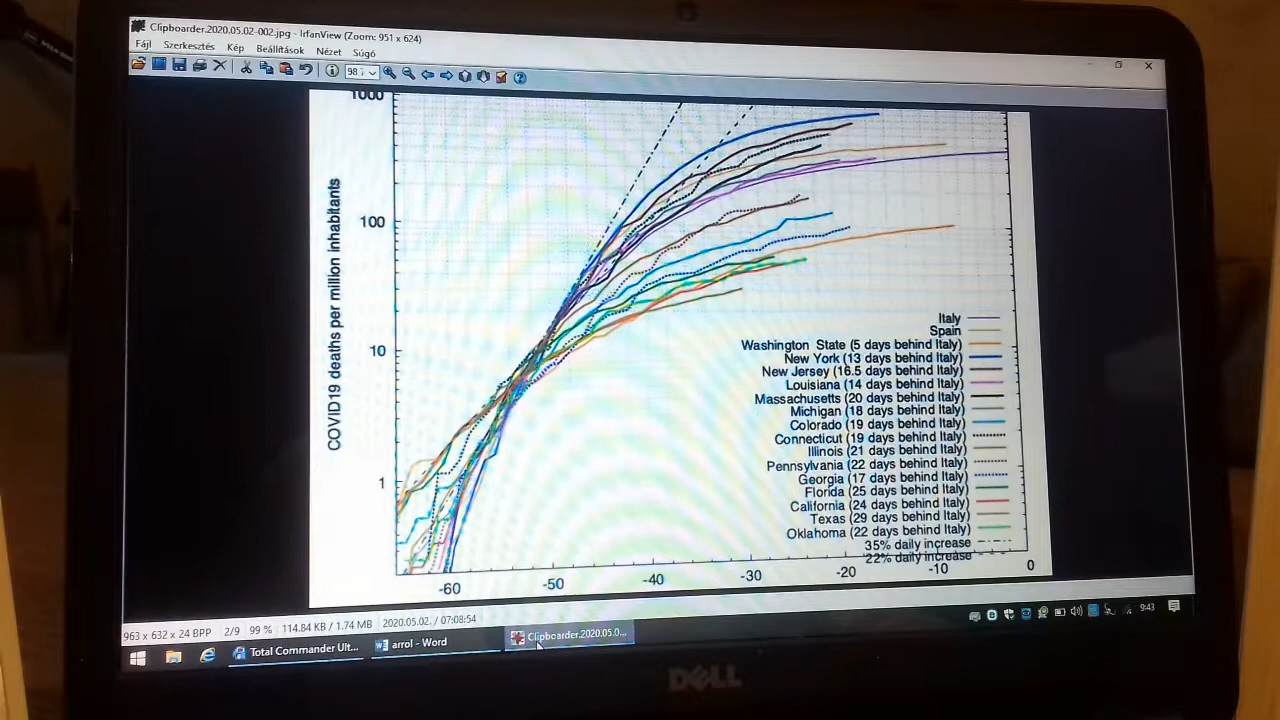 Clipboarder.2020.05.02-002.jpg - IrfanView (Zoom: 951 x 624)
Fájl Szerkesztés Kép Beállítások Nézet Súgó
98.
1000
100
10
1
COVID19 deaths per million inhabitants
Italy
Spain
Washington State (5 days behind Italy)
New York (13 days behind Italy)
New Jersey (16.5 days behind Italy)
Louisiana (14 days behind Italy)
Massachusetts (20 days behind Italy)
Michigan (18 days behind Italy)
Colorado (19 days behind Italy)
Connecticut (19 days behind Italy)
Illinois (21 days behind Italy)
Pennsylvania (22 days behind Italy)
Georgia (17 days behind Italy)
Florida (25 days behind Italy)
California (24 days behind Italy)
Texas (29 days behind Italy)
Oklahoma (22 days behind Italy)
35% daily increase
22% daily increase
-60 -50 -40 -30 -20 -10 0
963 x 632 x 24 BPP 2/9 99 % 114.84 KB / 1.74 MB 2020.05.02. / 07:08:54
Total Commander Ult... arrol - Word Clipboarder.2020.05.0... 9:43
DELL